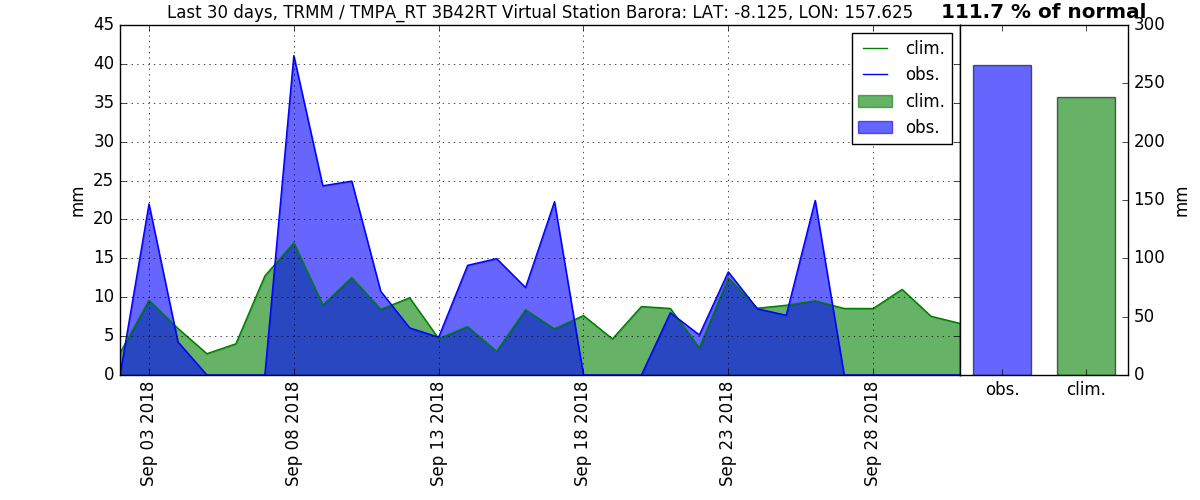 Last 30 days, TRMM / TMPA_RT 3B42RT Virtual Station Barora: LAT: -8.125, LON: 157.625
111.7 % of normal
45
40
35
30
25
20
15
10
5
0
mm
clim.
obs.
clim.
obs.
Sep 03 2018
Sep 08 2018
Sep 13 2018
Sep 18 2018
Sep 23 2018
Sep 28 2018
300
250
200
150
100
50
0
mm
obs.
clim.